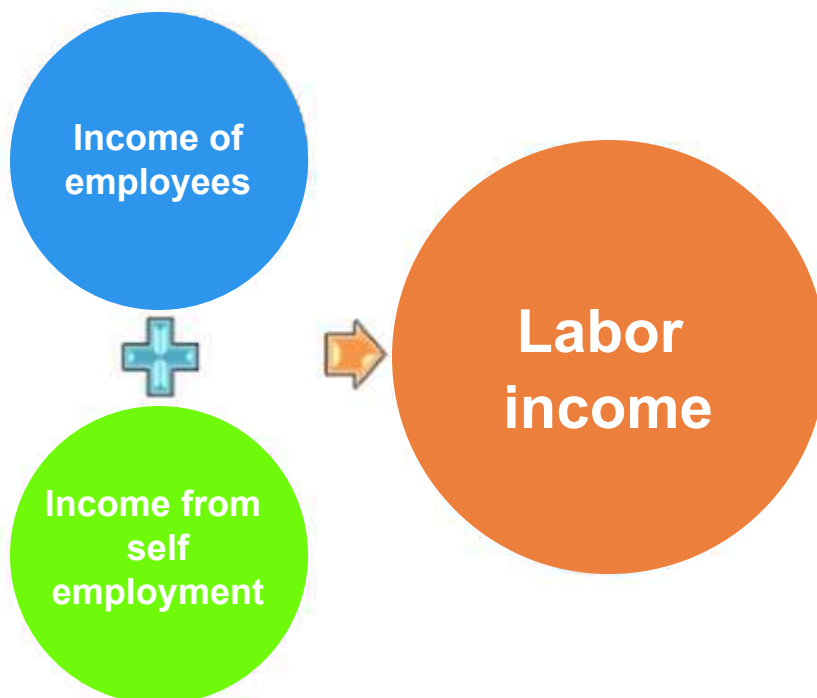 Income of
employees
Income from
self
employment
Labor
income